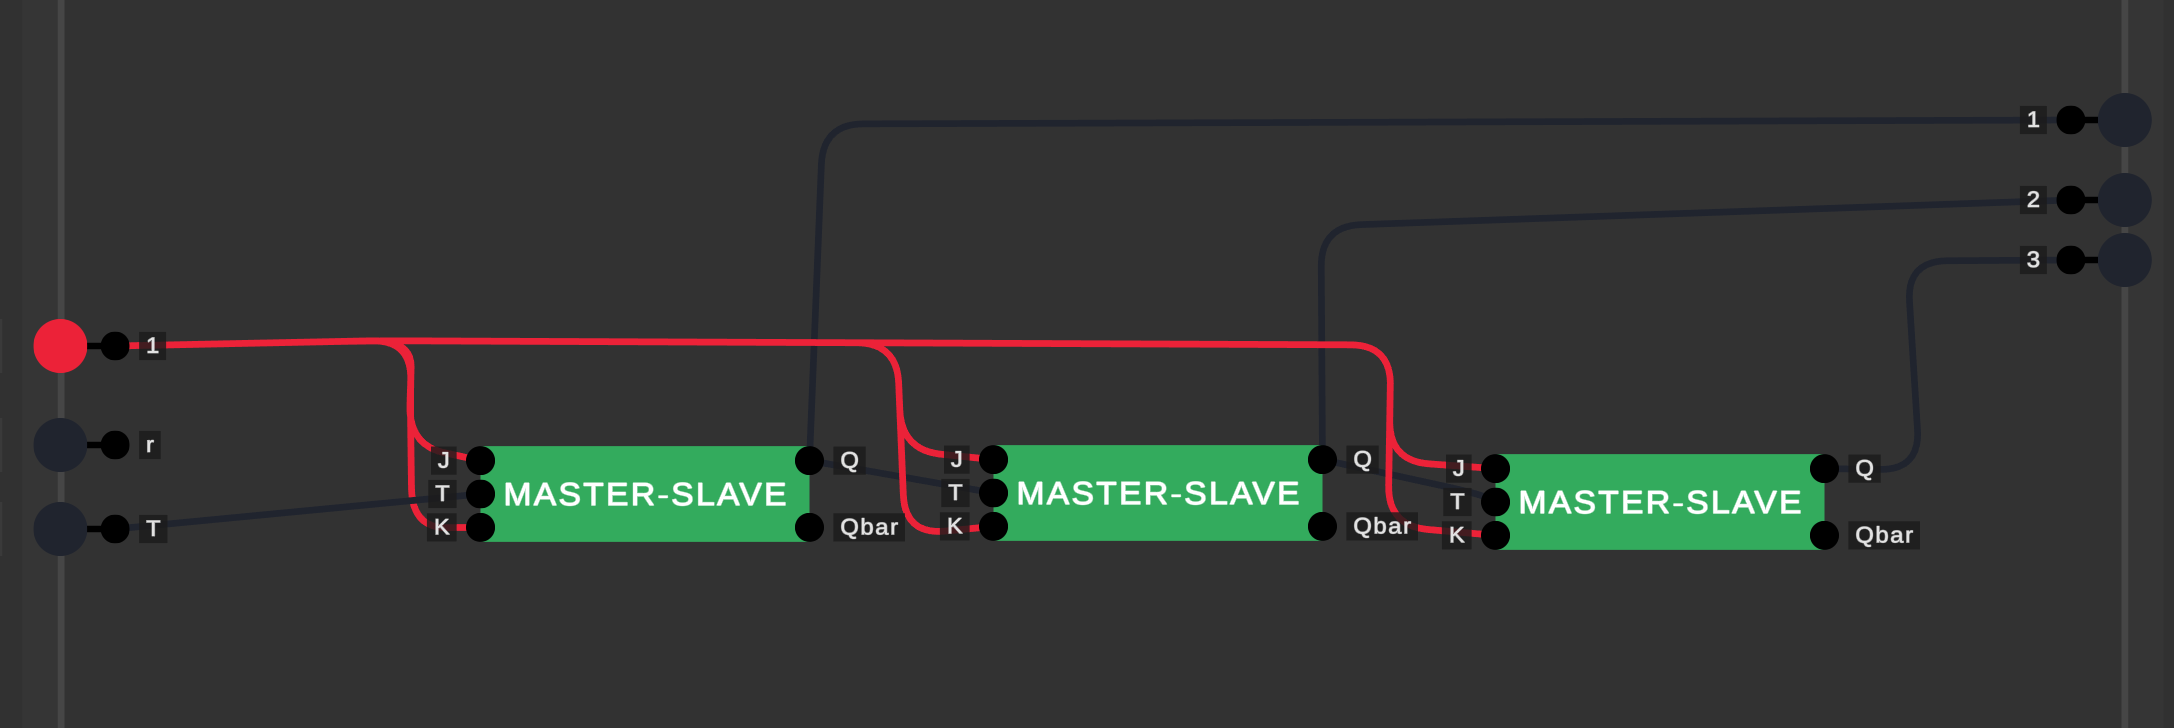 1
2
3
1
r
T
J
T
K
MASTER-SLAVE
Q
Qbar
J
T
K
MASTER-SLAVE
Q
Qbar
J
T
K
MASTER-SLAVE
Q
Qbar